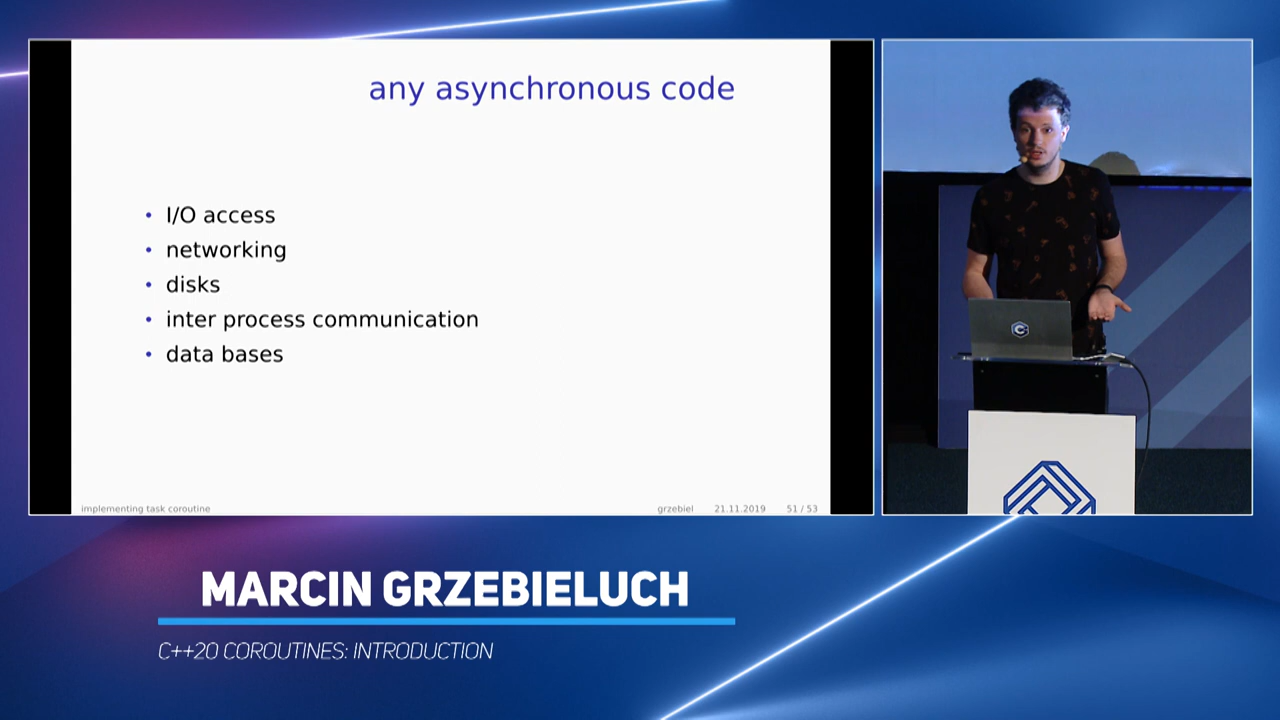 any asynchronous code
• I/O access
• networking
• disks
• inter process communication
• data bases
implementing task coroutine
grzebiel 21.11.2019 51 / 53
C
MARCIN GRZEBIELUCH
C++20 COROUTINES: INTRODUCTION